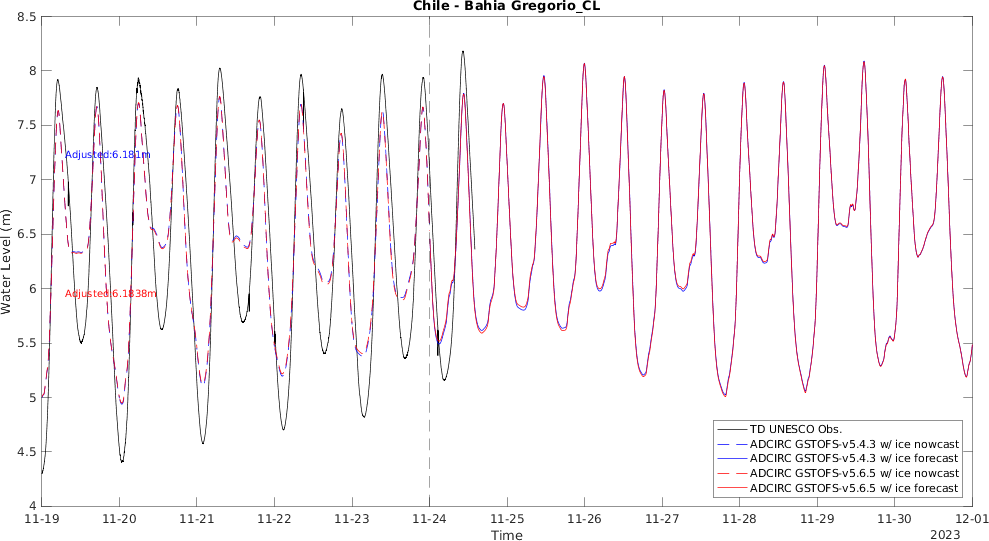 Chile - Bahia Gregorio_CL
8.5
8
7.5
7
6.5
6
5.5
5
4.5
4
Water Level (m)
Adjusted:6.181m
Adjusted:6.1838m
TD UNESCO Obs.
ADCIRC GSTOFS-v5.4.3 w/ ice nowcast
ADCIRC GSTOFS-v5.4.3 w/ ice forecast
ADCIRC GSTOFS-v5.6.5 w/ ice nowcast
ADCIRC GSTOFS-v5.6.5 w/ ice forecast
11-19 11-20 11-21 11-22 11-23 11-24 11-25 11-26 11-27 11-28 11-29 11-30 12-01
Time
2023